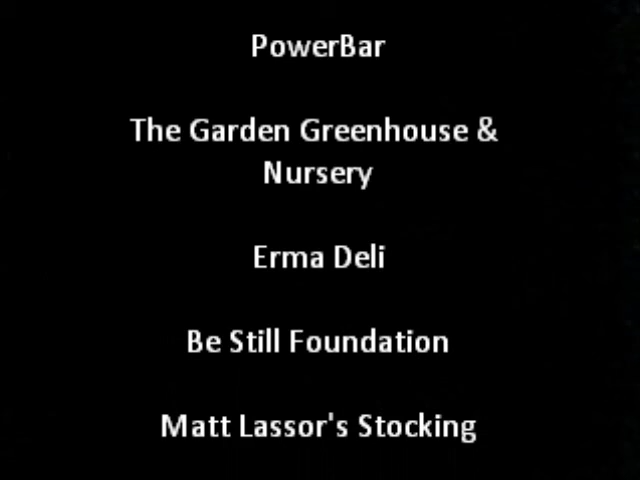 PowerBar
The Garden Greenhouse &
Nursery
Erma Deli
Be Still Foundation
Matt Lassor's Stocking